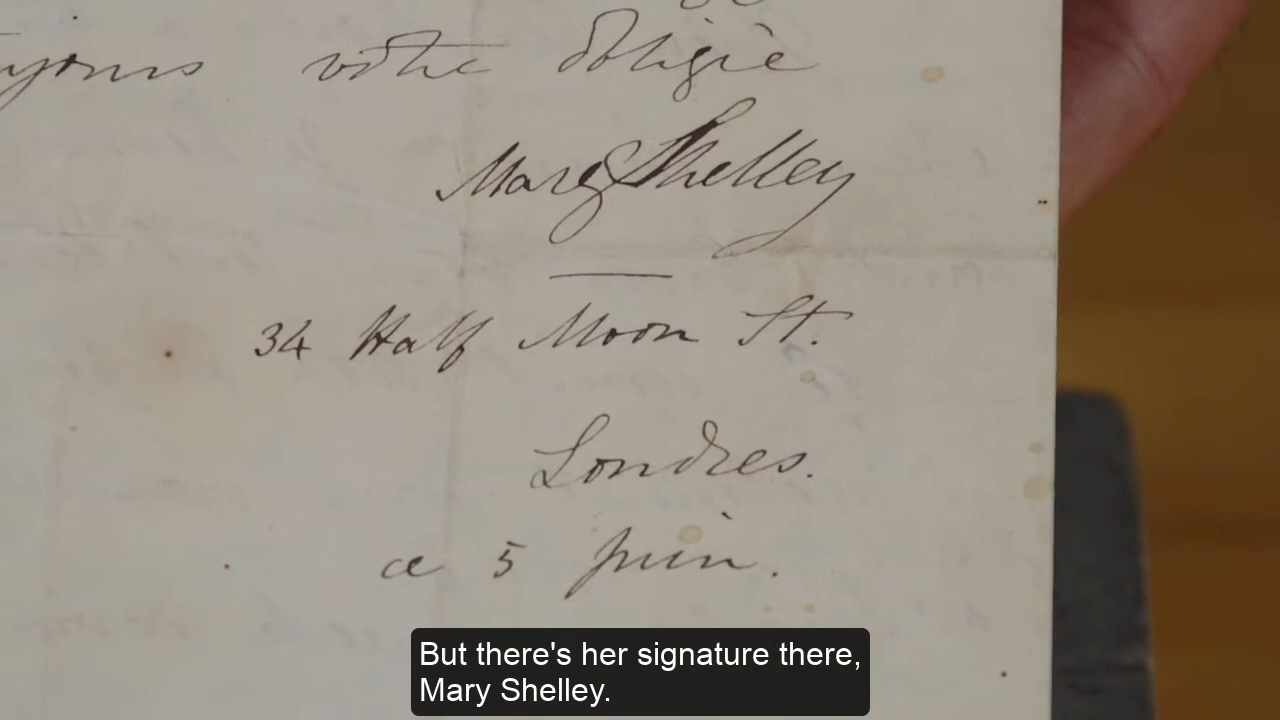 votre obligée
Mary Shelley
34 Half Moon St.
Londres.
ce 5 Juin.
But there's her signature there,
Mary Shelley.